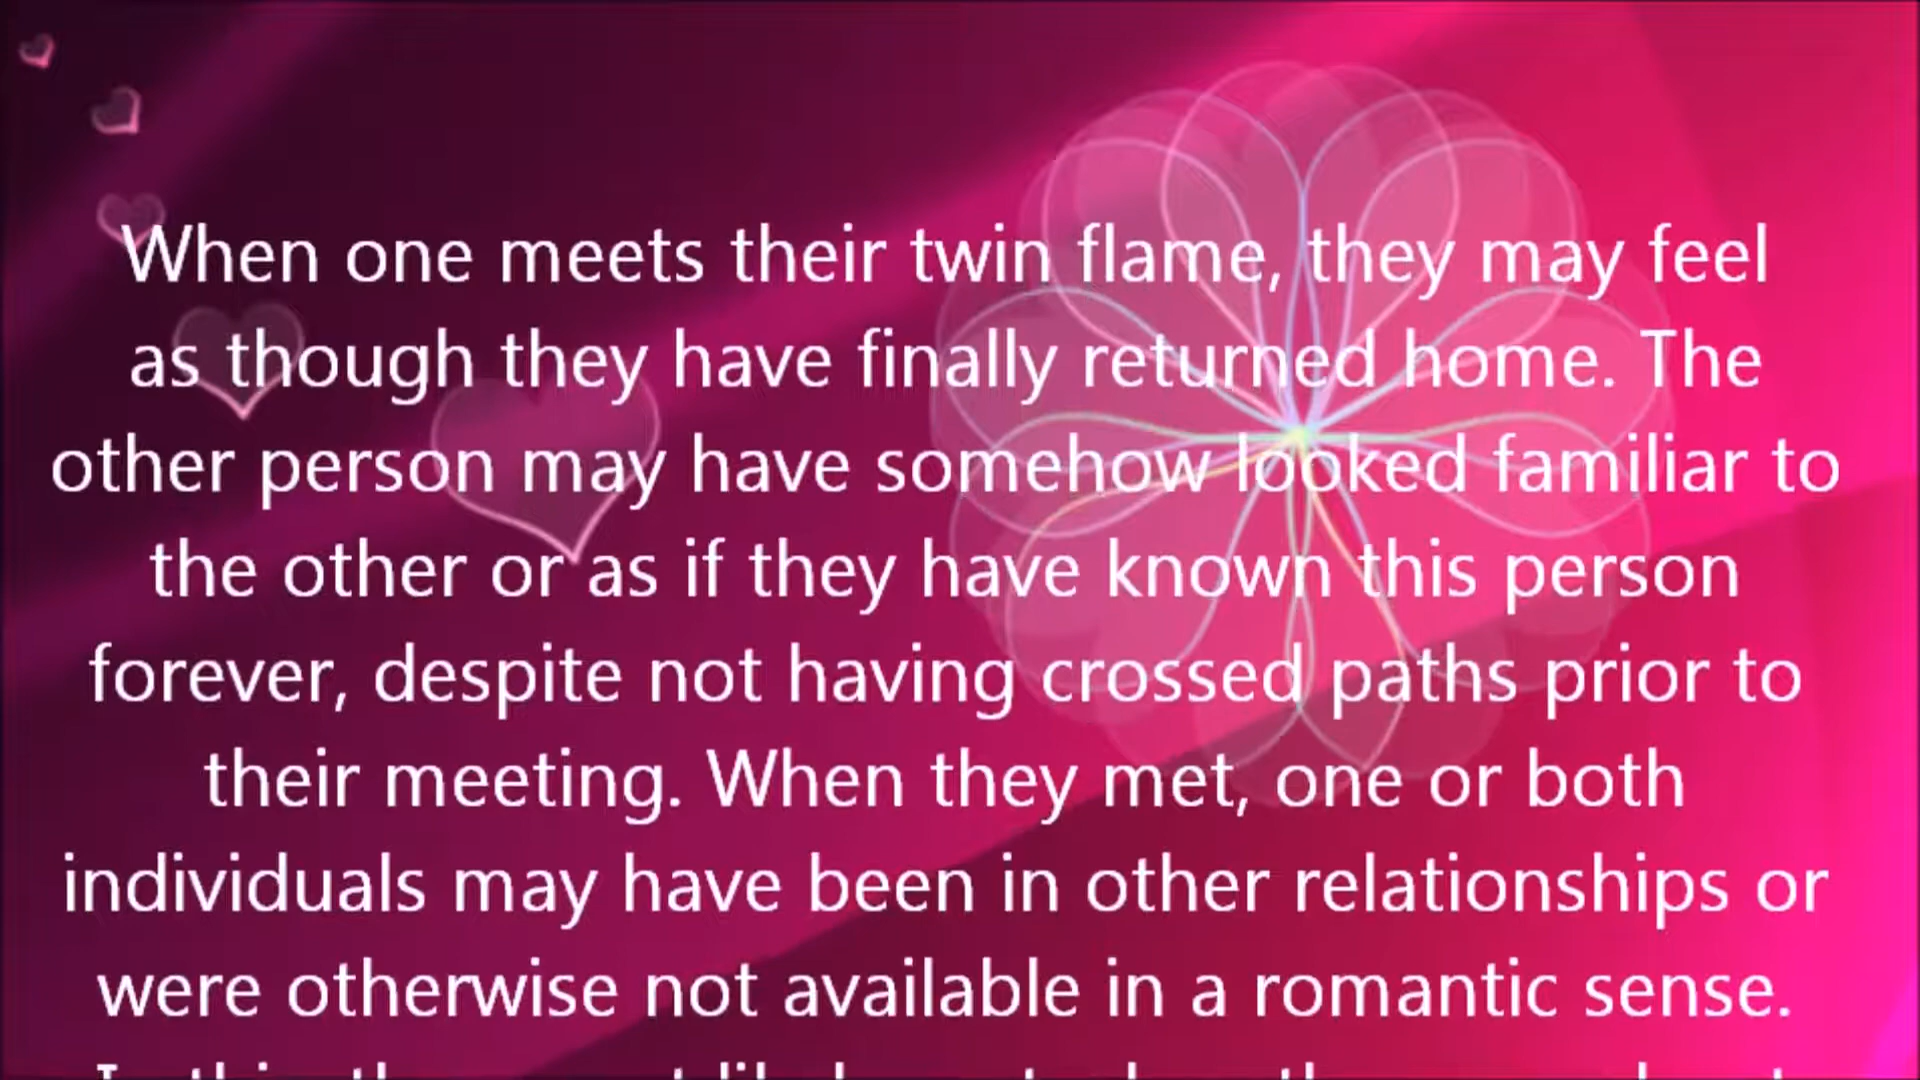 When one meets their twin flame, they may feel
as though they have finally returned home. The
other person may have somehow looked familiar to
the other or as if they have known this person
forever, despite not having crossed paths prior to
their meeting. When they met, one or both
individuals may have been in other relationships or
were otherwise not available in a romantic sense.